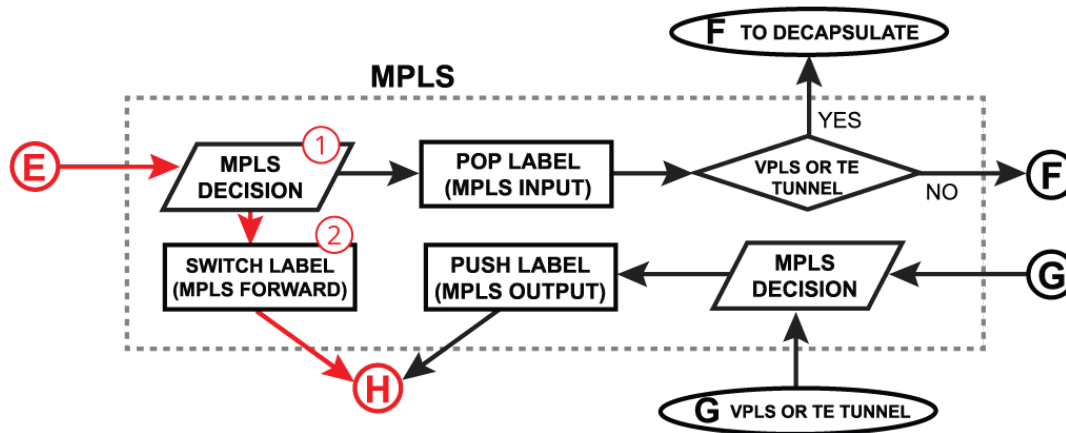 F TO DECAPSULATE
MPLS
YES
E
MPLS
DECISION
1
POP LABEL
(MPLS INPUT)
VPLS OR TE
TUNNEL
NO
F
SWITCH LABEL
(MPLS FORWARD)
2
PUSH LABEL
(MPLS OUTPUT)
MPLS
DECISION
G
H
G VPLS OR TE TUNNEL